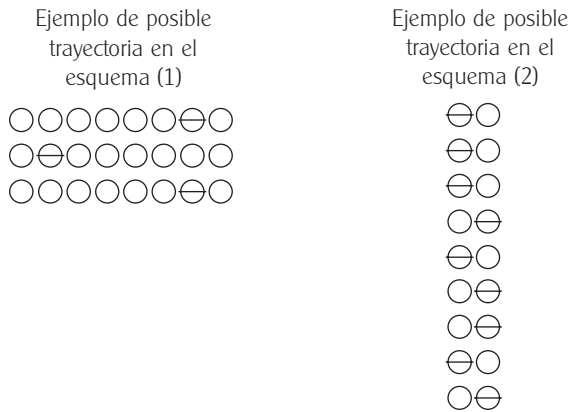 Ejemplo de posible
trayectoria en el
esquema (1)
Ejemplo de posible
trayectoria en el
esquema (2)